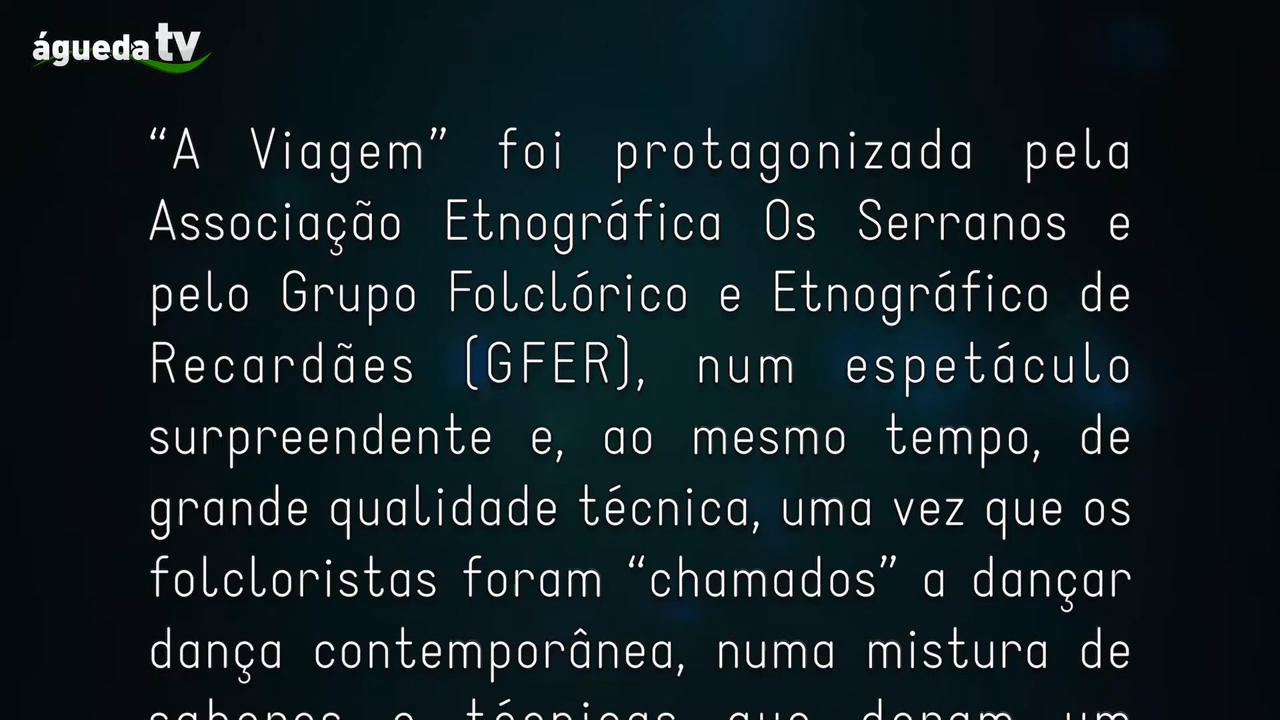 águeda tv
“A Viagem” foi protagonizada pela
Associação Etnográfica Os Serranos e
pelo Grupo Folclórico e Etnográfico de
Recardães (GFER), num espetáculo
surpreendente e, ao mesmo tempo, de
grande qualidade técnica, uma vez que os
folcloristas foram “chamados” a dançar
dança contemporânea, numa mistura de